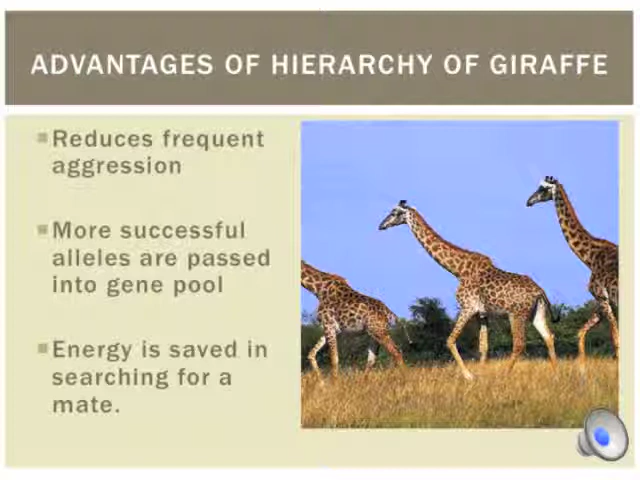 ADVANTAGES OF HIERARCHY OF GIRAFFE
Reduces frequent
aggression
More successful
alleles are passed
into gene pool
Energy is saved in
searching for a
mate.